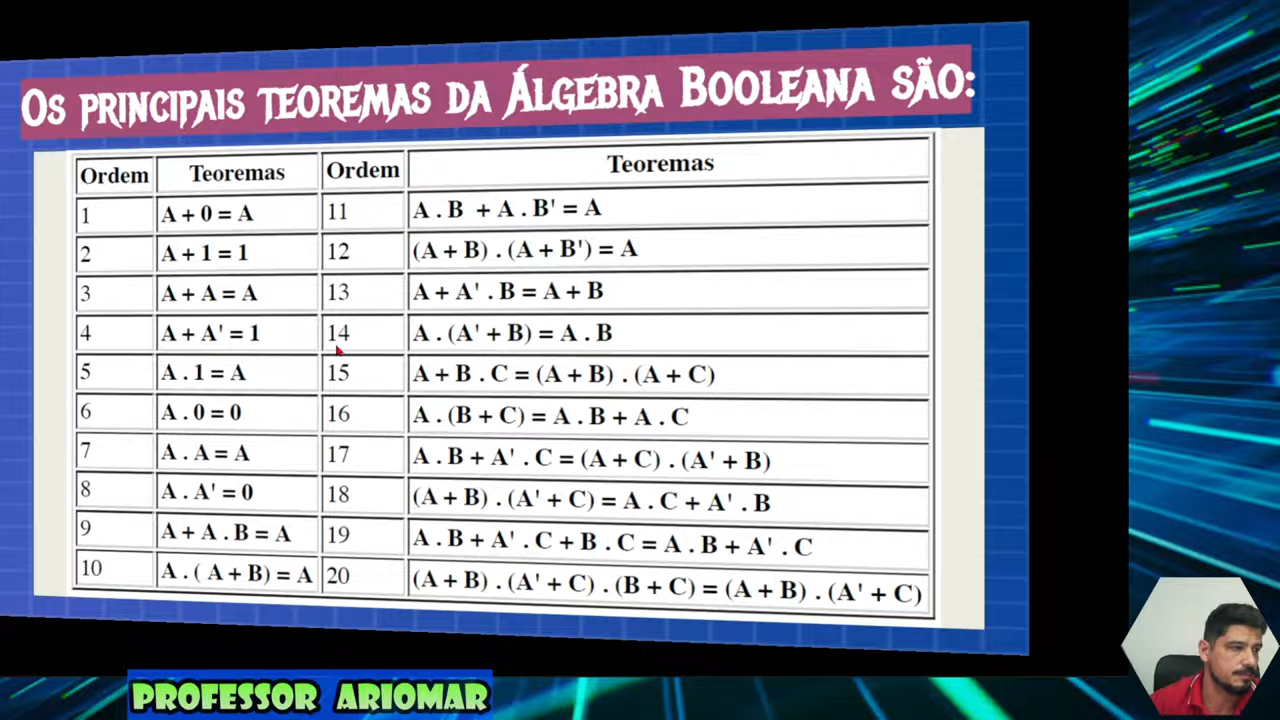 Os principais teoremas da Álgebra Booleana são:
Ordem Teoremas Ordem Teoremas
1 A + 0 = A 11 A . B + A . B' = A
2 A + 1 = 1 12 (A + B) . (A + B') = A
3 A + A = A 13 A + A' . B = A + B
4 A + A' = 1 14 A . (A' + B) = A . B
5 A . 1 = A 15 A + B . C = (A + B) . (A + C)
6 A . 0 = 0 16 A . (B + C) = A . B + A . C
7 A . A = A 17 A . B + A' . C = (A + C) . (A' + B)
8 A . A' = 0 18 (A + B) . (A' + C) = A . C + A' . B
9 A + A . B = A 19 A . B + A' . C + B . C = A . B + A' . C
10 A . ( A + B) = A 20 (A + B) . (A' + C) . (B + C) = (A + B) . (A' + C)
PROFESSOR ARIOMAR